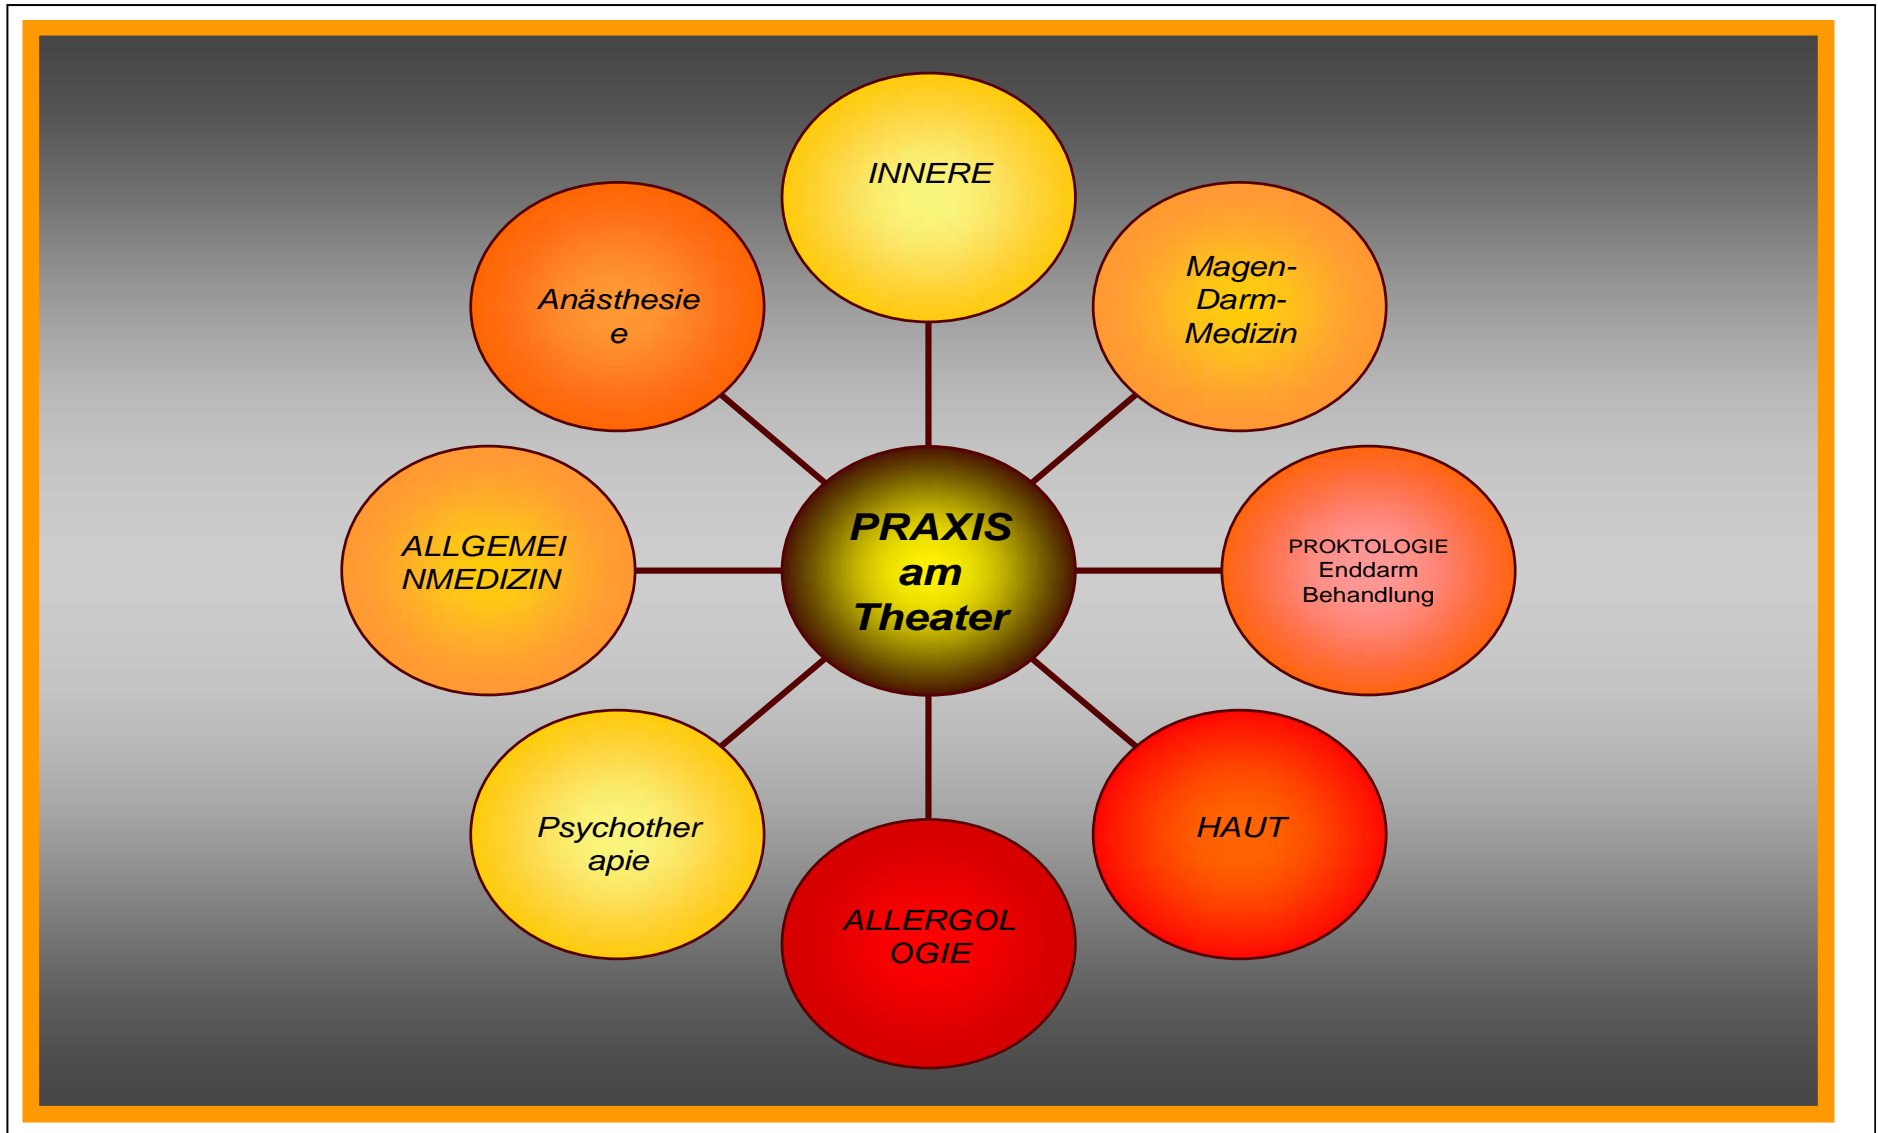 INNERE
Magen-
Darm-
Medizin
Anästhesie
e
PRAXIS
am
Theater
ALLGEMEI
NMEDIZIN
PROKTOLOGIE
Enddarm
Behandlung
Psychother
apie
HAUT
ALLERGOL
OGIE